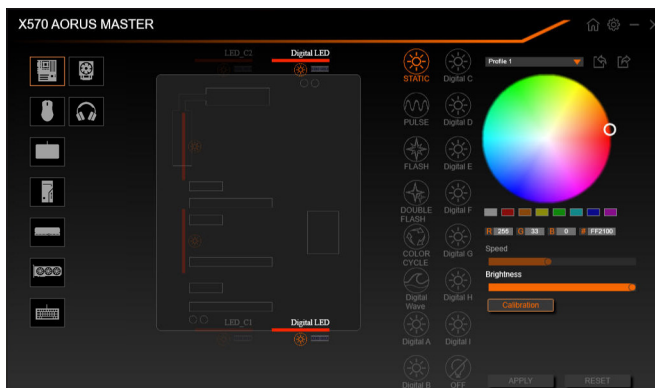 X570 AORUS MASTER
LED_C2
Digital LED
STATIC
Digital C
Profile 1
PULSE
Digital D
FLASH
Digital E
DOUBLE
FLASH
Digital F
COLOR
CYCLE
Digital G
R 256 G 33 B 0 # FF2100
Speed
Brightness
Digital
Wave
Digital H
Calibration
LED_C1
Digital LED
Digital A
Digital I
Digital B
OFF
APPLY
RESET